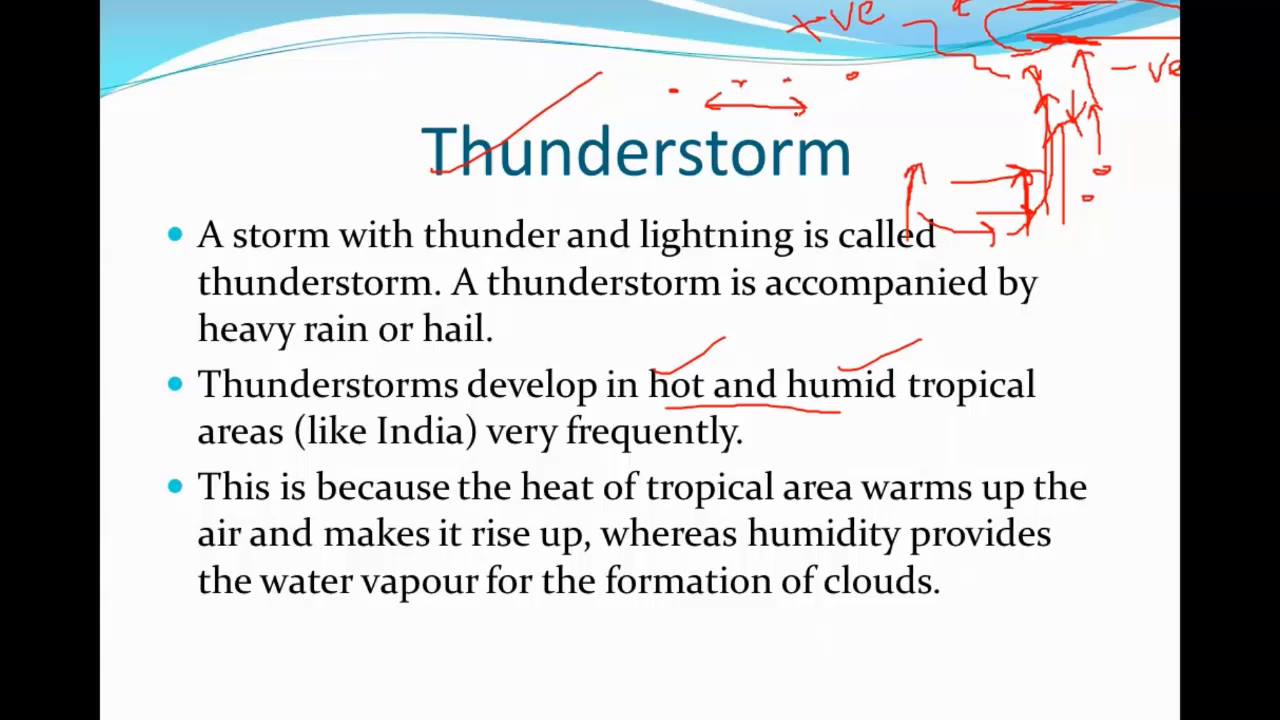 +ve
-ve
Thunderstorm
• A storm with thunder and lightning is called
thunderstorm. A thunderstorm is accompanied by
heavy rain or hail.
• Thunderstorms develop in hot and humid tropical
areas (like India) very frequently.
• This is because the heat of tropical area warms up the
air and makes it rise up, whereas humidity provides
the water vapour for the formation of clouds.